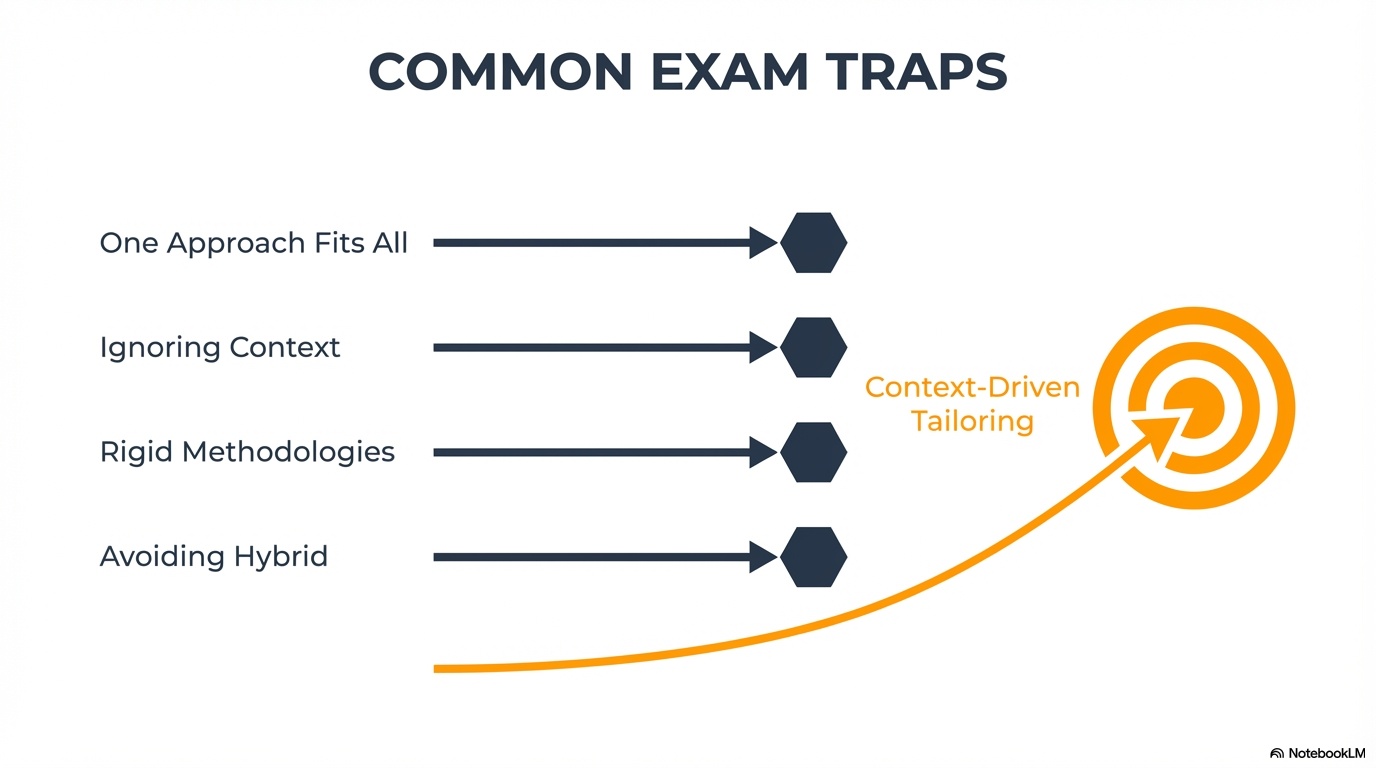 COMMON EXAM TRAPS
One Approach Fits All
Ignoring Context
Context-Driven
Tailoring
Rigid Methodologies
Avoiding Hybrid
NotebookLM